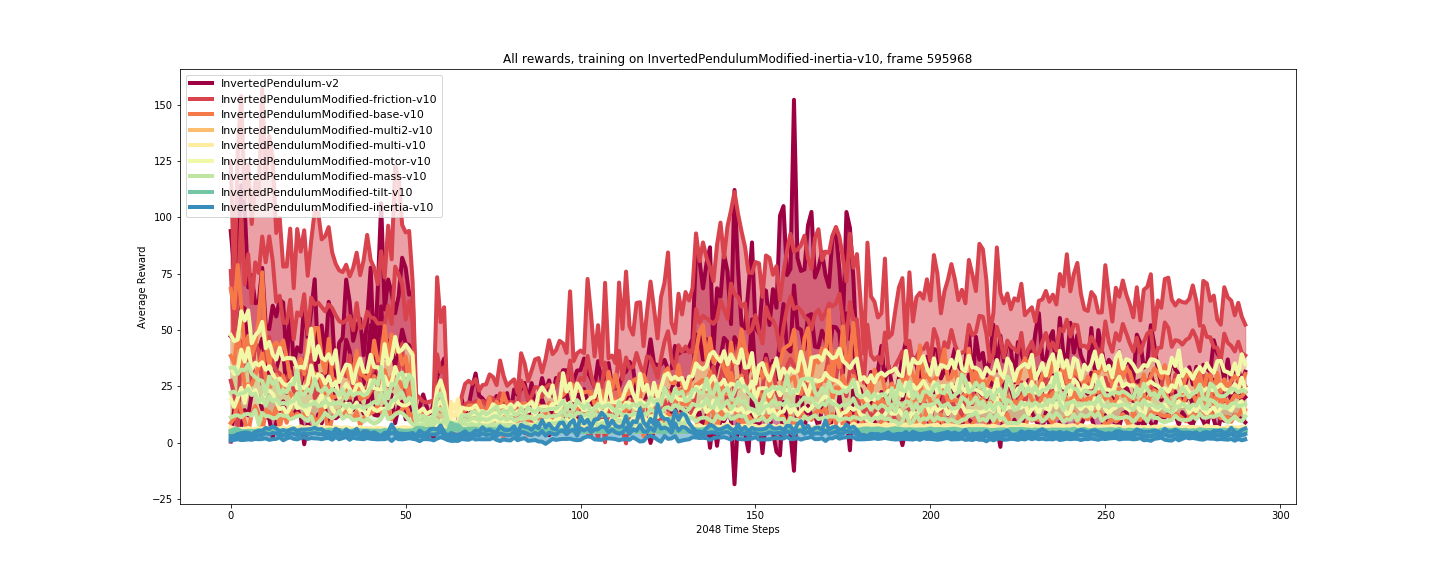 All rewards, training on InvertedPendulumModified-inertia-v10, frame 595968
InvertedPendulum-v2
InvertedPendulumModified-friction-v10
InvertedPendulumModified-base-v10
InvertedPendulumModified-multi2-v10
InvertedPendulumModified-multi-v10
InvertedPendulumModified-motor-v10
InvertedPendulumModified-mass-v10
InvertedPendulumModified-tilt-v10
InvertedPendulumModified-inertia-v10
Average Reward
150
125
100
75
50
25
0
−25
0 50 100 150 200 250 300
2048 Time Steps